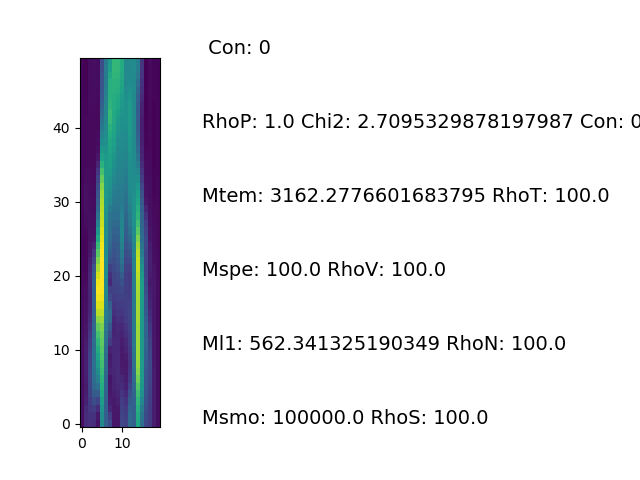 Con: 0
RhoP: 1.0 Chi2: 2.7095329878197987 Con: 0
Mtem: 3162.2776601683795 RhoT: 100.0
Mspe: 100.0 RhoV: 100.0
Ml1: 562.341325190349 RhoN: 100.0
Msmo: 100000.0 RhoS: 100.0
40
30
20
10
0
0 10